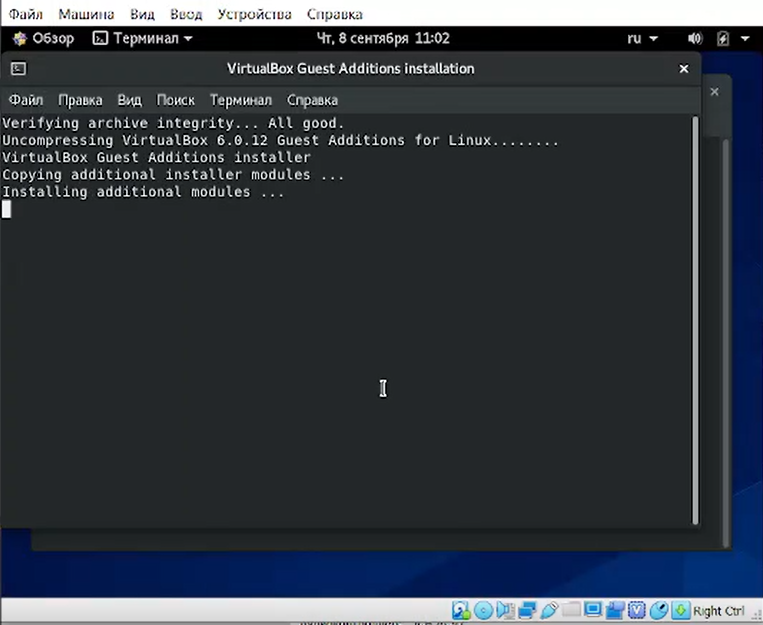 Файл Машина Вид Ввод Устройства Справка
Обзор Терминал Чт, 8 сентября 11:02 ru
VirtualBox Guest Additions installation
Файл Правка Вид Поиск Терминал Справка
Verifying archive integrity... All good.
Uncompressing VirtualBox 6.0.12 Guest Additions for Linux........
VirtualBox Guest Additions installer
Copying additional installer modules ...
Installing additional modules ...
Right Ctrl